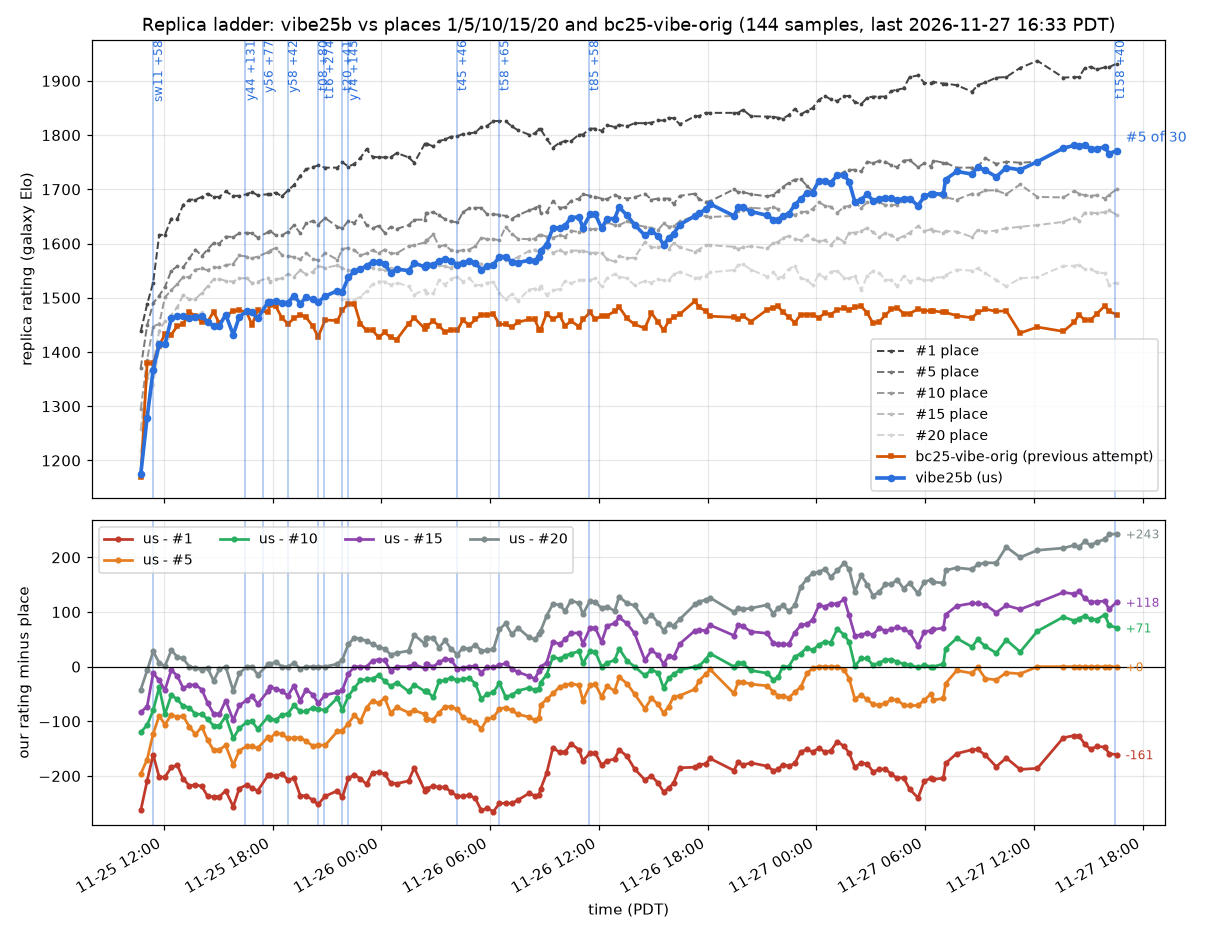 Replica ladder: vibe25b vs places 1/5/10/15/20 and bc25-vibe-orig (144 samples, last 2026-11-27 16:33 PDT)
replica rating (galaxy Elo)
1900
1800
1700
1600
1500
1400
1300
1200
sw11 +58
y44 +131
y56 +77
y58 +42
t16 +274
y74 +145
t45 +46
t58 +65
t85 +58
t158 +40
#5 of 30
#1 place
#5 place
#10 place
#15 place
#20 place
bc25-vibe-orig (previous attempt)
vibe25b (us)
our rating minus place
200
100
0
−100
−200
us - #1
us - #5
us - #10
us - #15
us - #20
+243
+118
+71
+0
-161
11-25 12:00
11-25 18:00
11-26 00:00
11-26 06:00
11-26 12:00
11-26 18:00
11-27 00:00
11-27 06:00
11-27 12:00
11-27 18:00
time (PDT)